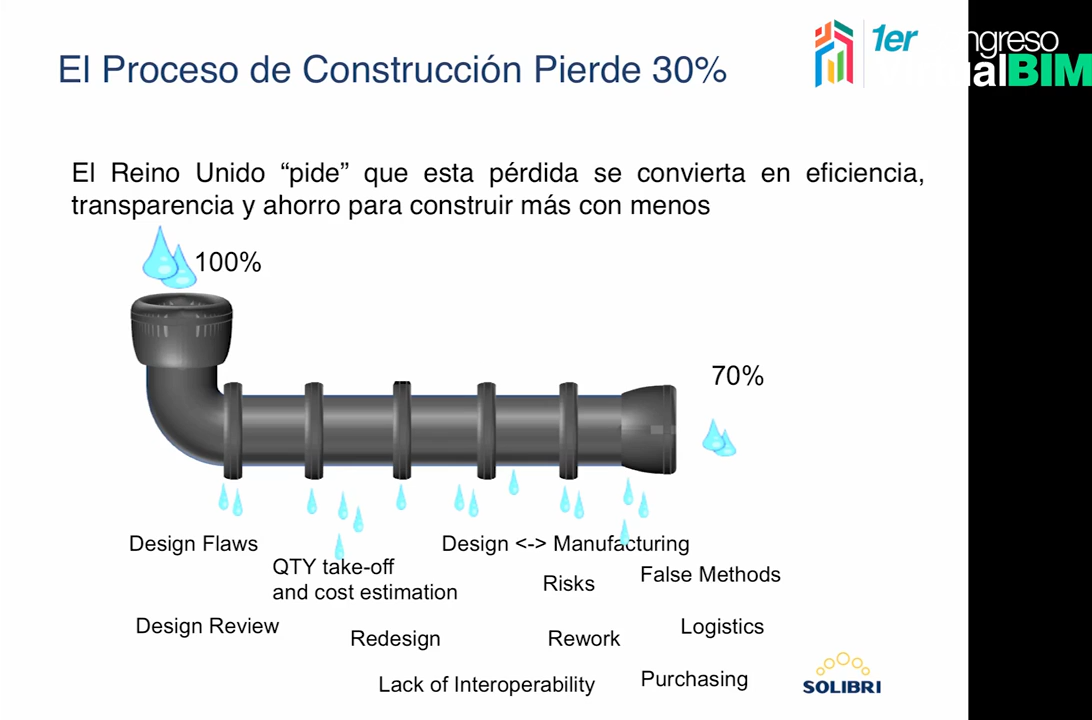 El Proceso de Construcción Pierde 30%
1er
ngreso
ualBIM
El Reino Unido “pide” que esta pérdida se convierta en eficiencia,
transparencia y ahorro para construir más con menos
100%
70%
Design Flaws
QTY take-off
and cost estimation
Design <-> Manufacturing
Risks
False Methods
Design Review
Redesign
Rework
Logistics
Lack of Interoperability
Purchasing
SOLIBRI